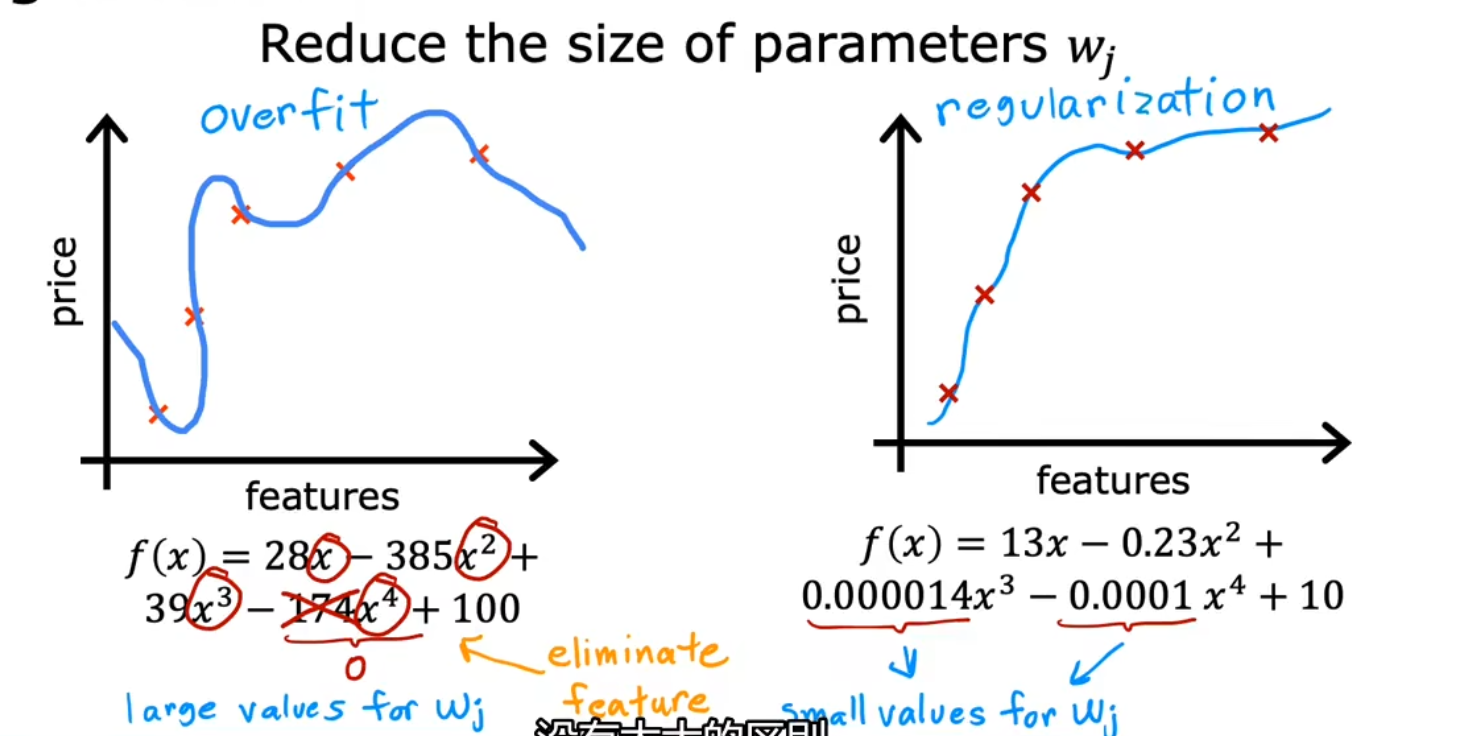 Reduce the size of parameters wⱼ
overfit
price
features
f(x) = 28x − 385x² +
39x³ − 174x⁴ + 100
0
eliminate
feature
large values for wⱼ
regularization
price
features
f(x) = 13x − 0.23x² +
0.000014x³ − 0.0001 x⁴ + 10
small values for wⱼ